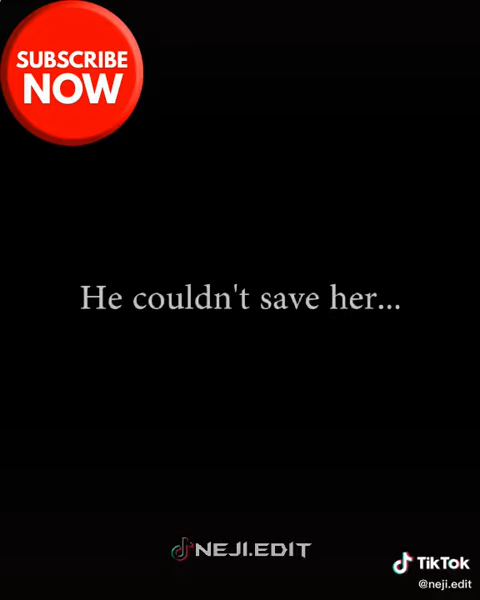 SUBSCRIBE
NOW
He couldn't save her...
NEJI.EDIT
TikTok
@neji.edit